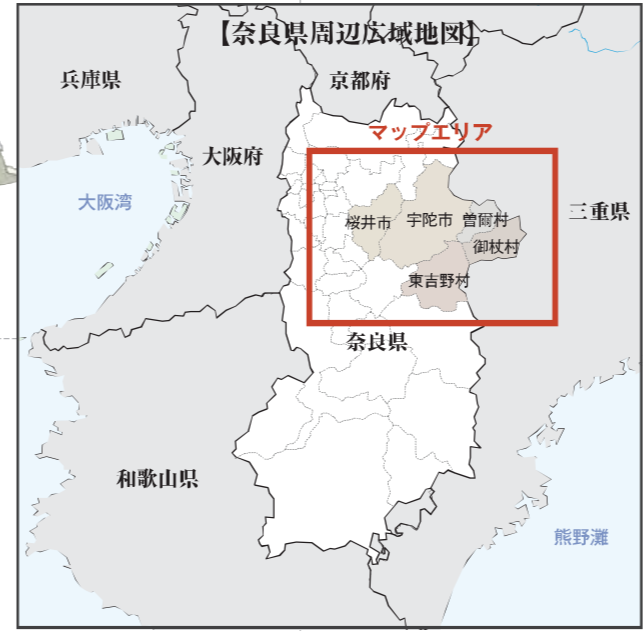 【奈良県周辺広域地図】
兵庫県
京都府
マップエリア
大阪府
大阪湾
三重県
桜井市
宇陀市
曽爾村
御杖村
東吉野村
奈良県
和歌山県
熊野灘